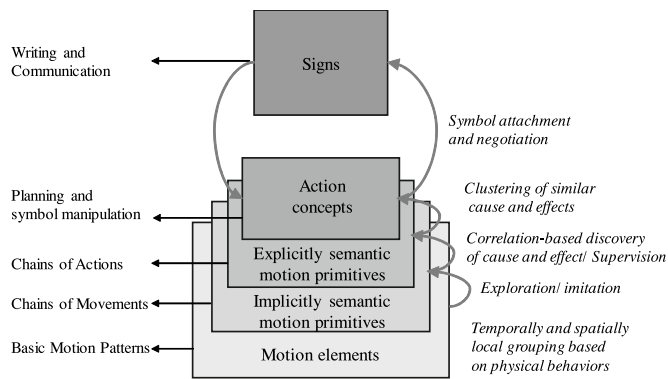 Writing and
Communication
Signs
Symbol attachment
and negotiation
Action
concepts
Planning and
symbol manipulation
Clustering of similar
cause and effects
Correlation-based discovery
of cause and effect/ Supervision
Explicitly semantic
motion primitives
Chains of Actions
Exploration/ imitation
Implicitly semantic
motion primitives
Chains of Movements
Temporally and spatially
local grouping based
on physical behaviors
Motion elements
Basic Motion Patterns